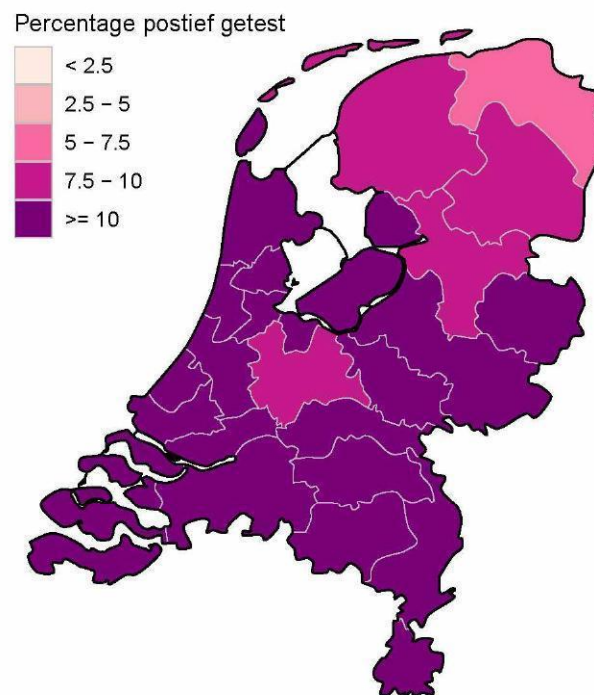 Percentage postief getest
< 2.5
2.5 – 5
5 – 7.5
7.5 – 10
>= 10